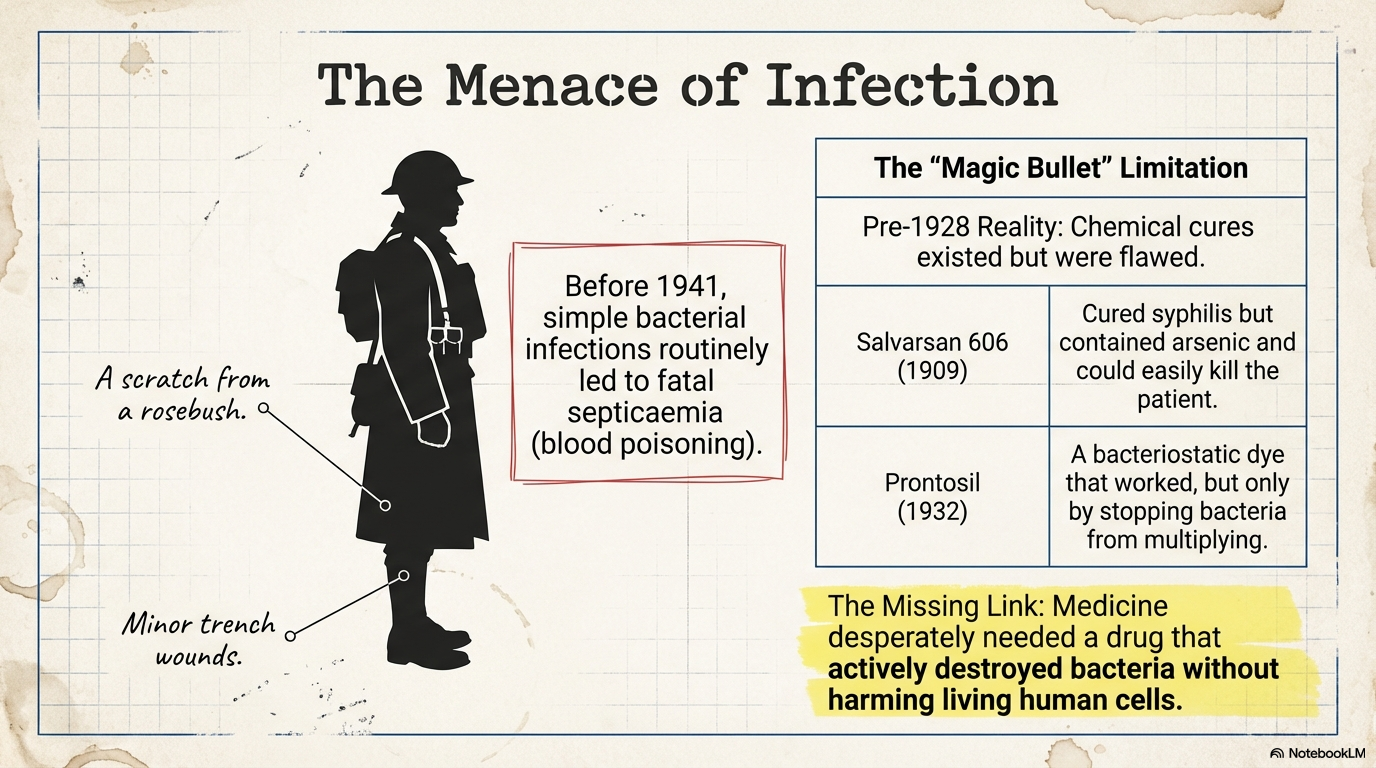 The Menace of Infection
A scratch from
a rosebush.
Minor trench
wounds.
Before 1941,
simple bacterial
infections routinely
led to fatal
septicaemia
(blood poisoning).
The “Magic Bullet” Limitation
Pre-1928 Reality: Chemical cures
existed but were flawed.
Salvarsan 606
(1909)
Cured syphilis but
contained arsenic and
could easily kill the
patient.
Prontosil
(1932)
A bacteriostatic dye
that worked, but only
by stopping bacteria
from multiplying.
The Missing Link: Medicine
desperately needed a drug that
actively destroyed bacteria without
harming living human cells.
NotebookLM